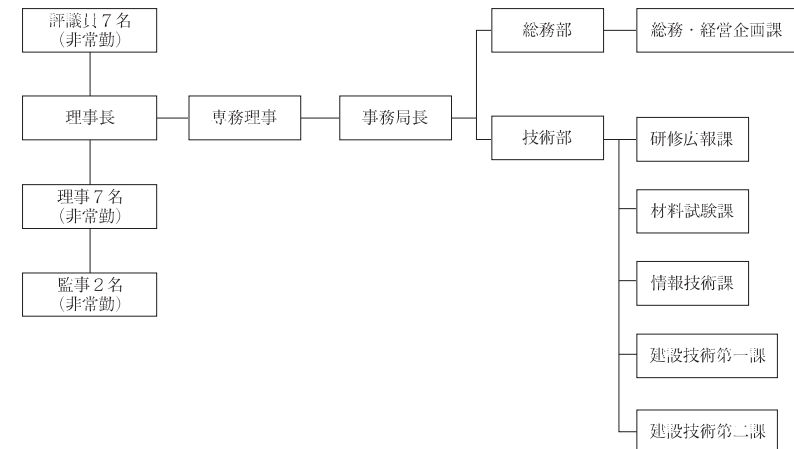 評議員７名
（非常勤）
総務部
総務・経営企画課
理事長
専務理事
事務局長
技術部
研修広報課
理事７名
（非常勤）
材料試験課
監事２名
（非常勤）
情報技術課
建設技術第一課
建設技術第二課